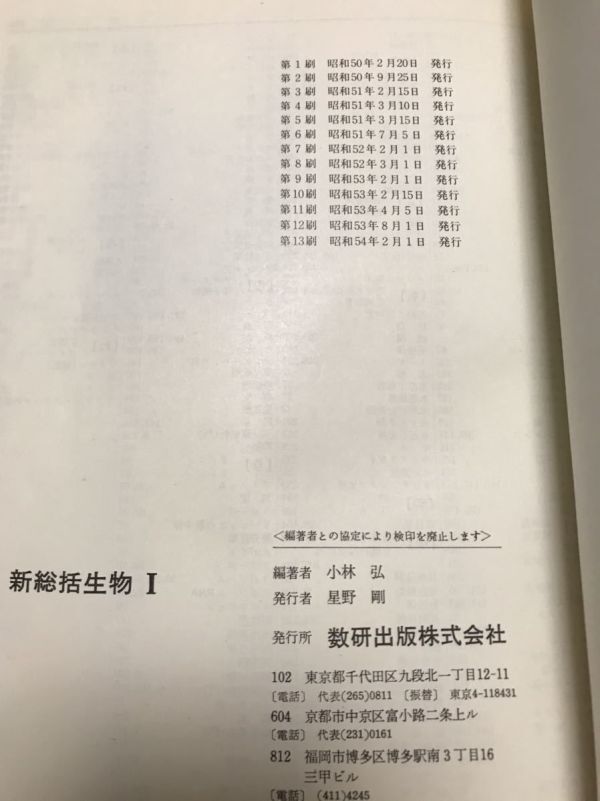 第1刷 昭和50年2月20日 発行
第2刷 昭和50年9月25日 発行
第3刷 昭和51年2月15日 発行
第4刷 昭和51年3月10日 発行
第5刷 昭和51年3月15日 発行
第6刷 昭和51年7月5日 発行
第7刷 昭和52年2月1日 発行
第8刷 昭和52年3月1日 発行
第9刷 昭和53年2月1日 発行
第10刷 昭和53年2月15日 発行
第11刷 昭和53年4月5日 発行
第12刷 昭和53年8月1日 発行
第13刷 昭和54年2月1日 発行
<編著者との協定により検印を廃止します>
新総括生物 I
編著者 小林 弘
発行者 星野 剛
発行所 数研出版株式会社
102 東京都千代田区九段北一丁目12-11
〔電話〕 代表(265)0811 〔振替〕 東京4-118431
604 京都市中京区富小路二条上ル
〔電話〕 代表(231)0161
812 福岡市博多区博多駅南3丁目16
三甲ビル
〔電話〕 (411)4245